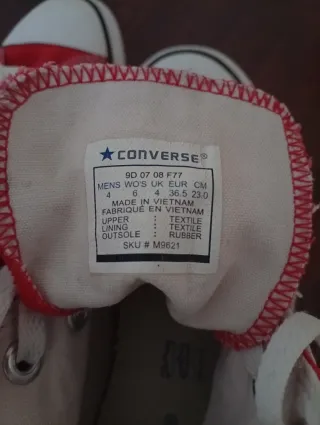 CONVERSE®
9D 07 08 F77
MENS WO'S UK EUR CM
4 6 4 36.5 23.0
MADE IN VIETNAM
FABRIQUÉ EN VIETNAM
UPPER : TEXTILE
LINING : TEXTILE
OUTSOLE : RUBBER
SKU # M9621